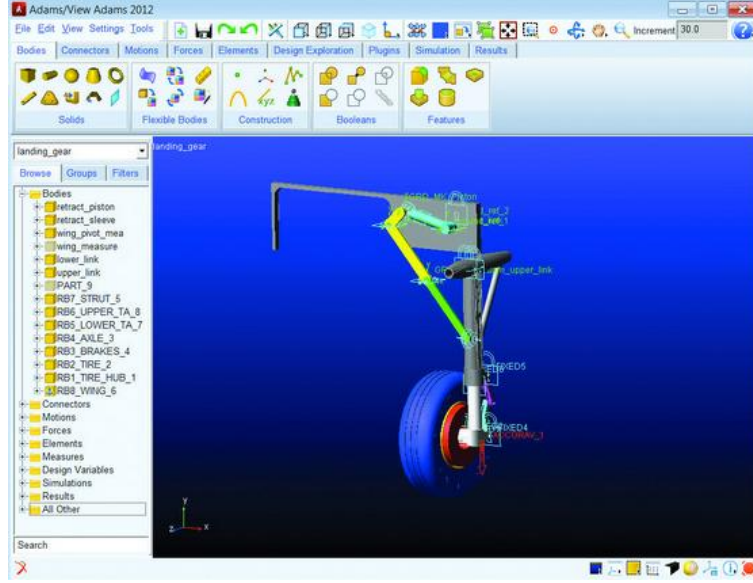 Adams/View Adams 2012
File Edit View Settings Tools
Increment 30.0
Bodies Connectors Motions Forces Elements Design Exploration Plugins Simulation Results
Solids Flexible Bodies Construction Booleans Features
landing_gear
landing_gear
Browse Groups Filters
Bodies
retract_piston
retract_sleeve
wing_pivot_mea
wing_measure
lower_link
upper_link
PART_9
RB7_STRUT_5
RB6_UPPER_TA_8
RB5_LOWER_TA_7
RB4_AXLE_3
RB3_BRAKES_4
RB2_TIRE_2
RB1_TIRE_HUB_1
RB8_WING_6
Connectors
Motions
Forces
Elements
Measures
Design Variables
Simulations
Results
All Other
Search
upper_link
FIXED5
FIXED4
y
x
z